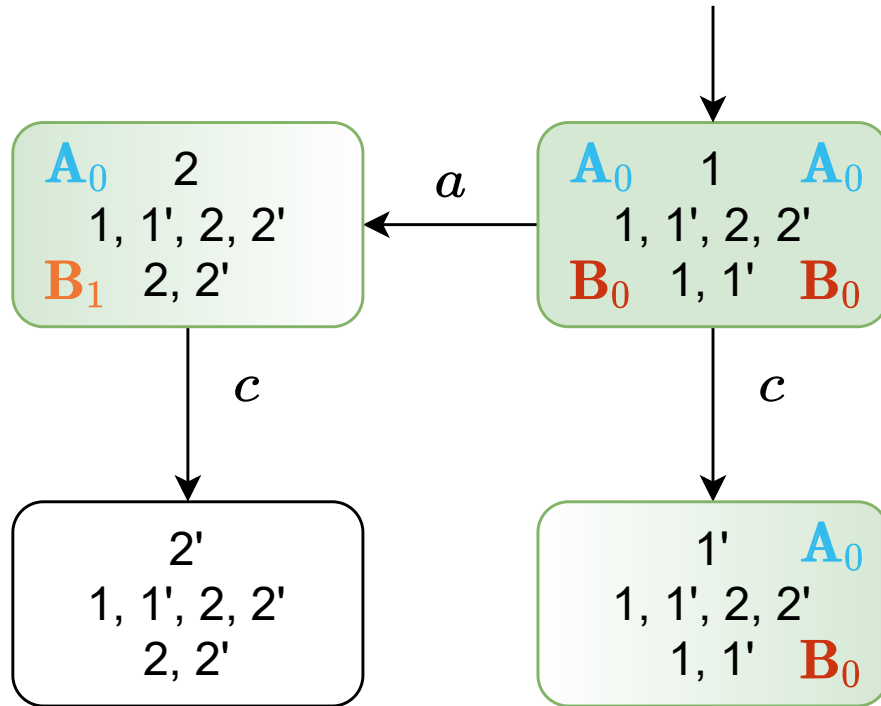 A₀ 2
1, 1', 2, 2'
B₁ 2, 2'
a
A₀ 1 A₀
1, 1', 2, 2'
B₀ 1, 1' B₀
c
c
2'
1, 1', 2, 2'
2, 2'
1' A₀
1, 1', 2, 2'
1, 1' B₀